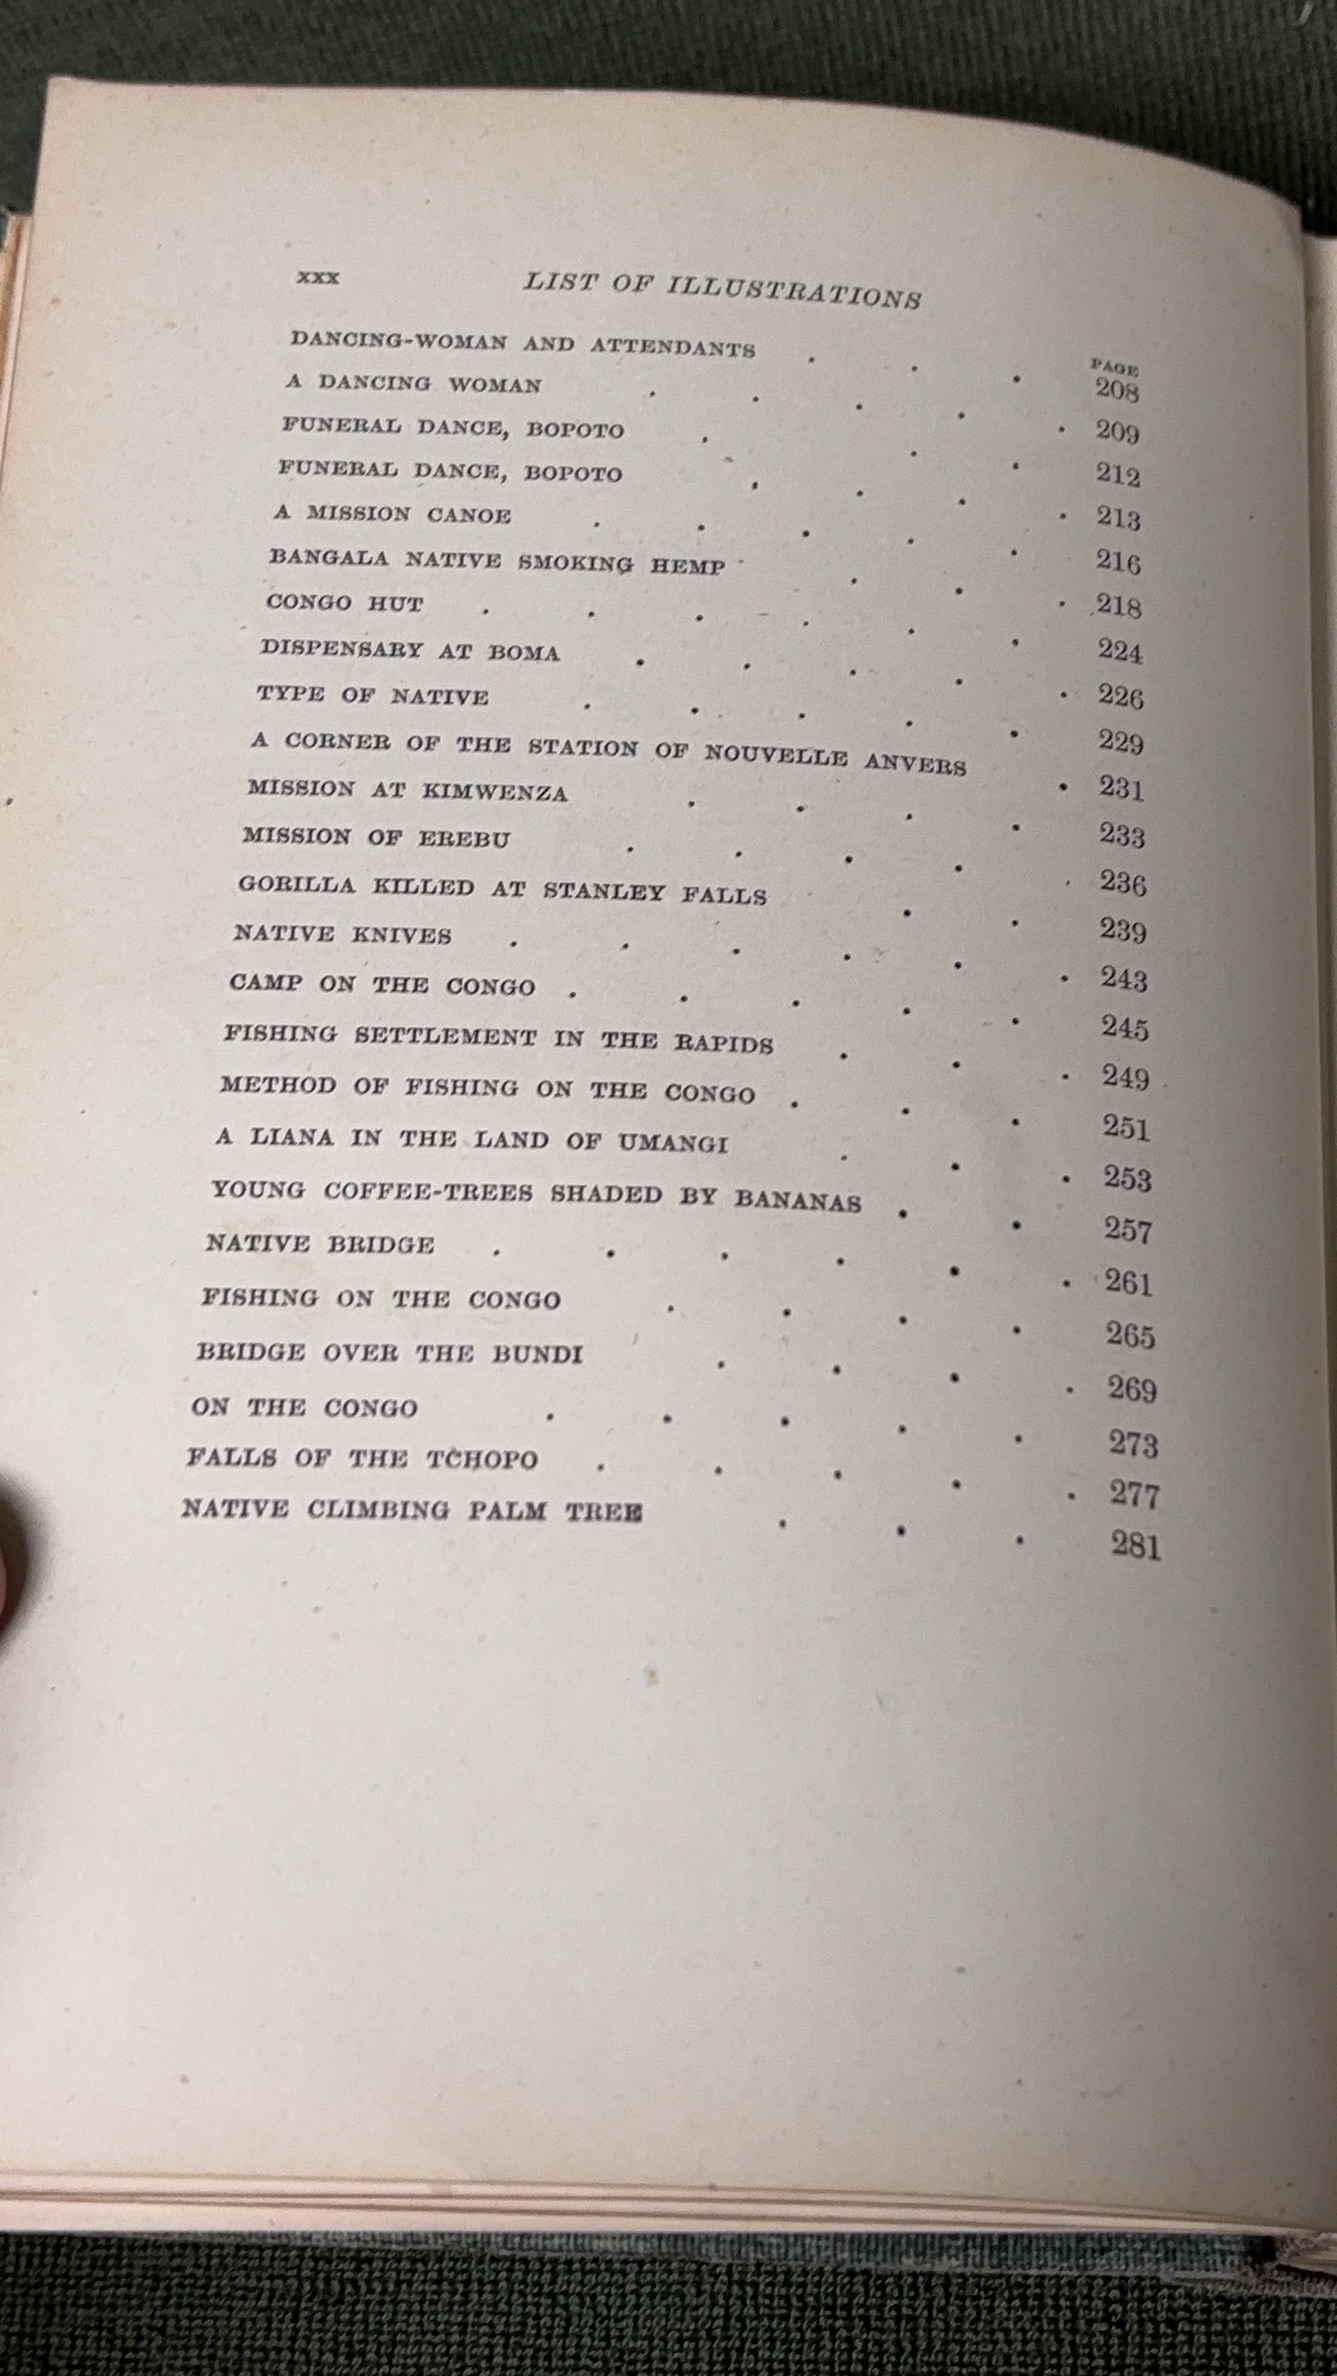 xxx LIST OF ILLUSTRATIONS
PAGE
DANCING-WOMAN AND ATTENDANTS . . . 208
A DANCING WOMAN . . . . . 209
FUNERAL DANCE, BOPOTO . . . 212
FUNERAL DANCE, BOPOTO . . . . 213
A MISSION CANOE . . . . . 216
BANGALA NATIVE SMOKING HEMP . . . 218
CONGO HUT . . . . . . 224
DISPENSARY AT BOMA . . . . . 226
TYPE OF NATIVE . . . . . 229
A CORNER OF THE STATION OF NOUVELLE ANVERS . 231
MISSION AT KIMWENZA . . . . 233
MISSION OF EREBU . . . . . 236
GORILLA KILLED AT STANLEY FALLS . . 239
NATIVE KNIVES . . . . . . 243
CAMP ON THE CONGO . . . . . 245
FISHING SETTLEMENT IN THE RAPIDS . . . 249
METHOD OF FISHING ON THE CONGO . . . 251
A LIANA IN THE LAND OF UMANGI . . . 253
YOUNG COFFEE-TREES SHADED BY BANANAS . . 257
NATIVE BRIDGE . . . . . . 261
FISHING ON THE CONGO . . . . 265
BRIDGE OVER THE BUNDI . . . . 269
ON THE CONGO . . . . . 273
FALLS OF THE TCHOPO . . . . . 277
NATIVE CLIMBING PALM TREE . . . 281